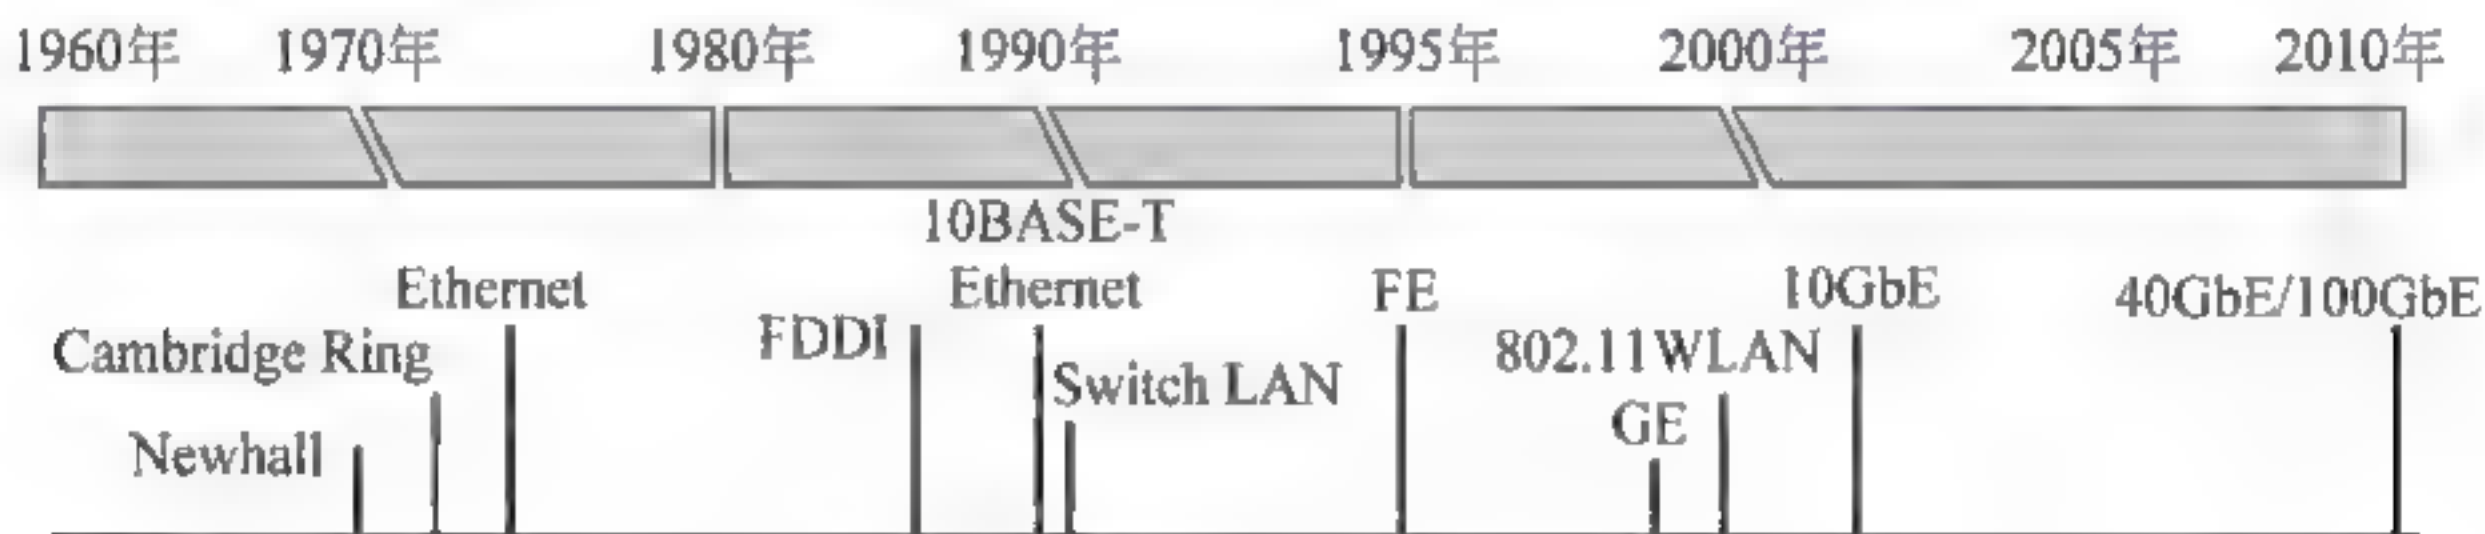 1960年 1970年 1980年 1990年 1995年 2000年 2005年 2010年
10BASE-T
Ethernet
Ethernet
FE
10GbE
40GbE/100GbE
Cambridge Ring
FDDI
802.11WLAN
Switch LAN
Newhall
GE